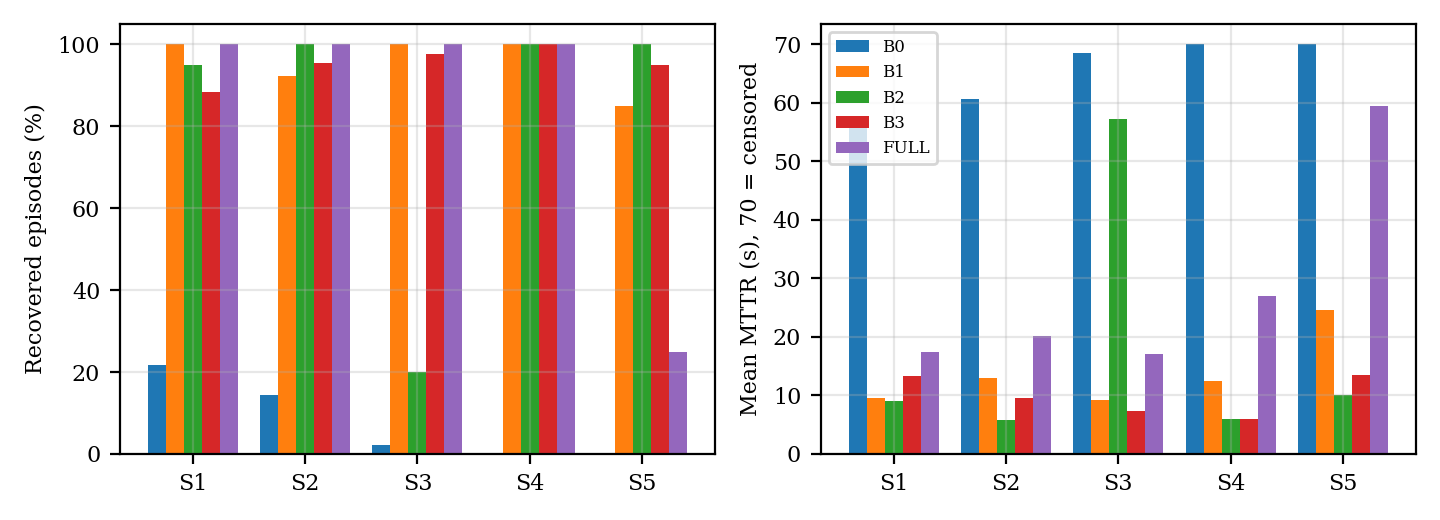 Recovered episodes (%)
100
80
60
40
20
0
S1 S2 S3 S4 S5
Mean MTTR (s), 70 = censored
70
60
50
40
30
20
10
0
B0
B1
B2
B3
FULL
S1 S2 S3 S4 S5